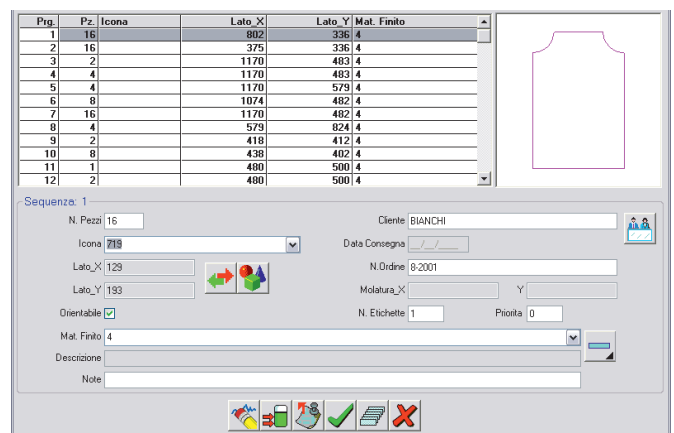 Prg. Pz. Icona Lato_X Lato_Y Mat. Finito
1 16 802 336 4
2 16 375 336 4
3 2 1170 483 4
4 4 1170 483 4
5 4 1170 579 4
6 8 1074 482 4
7 16 1170 482 4
8 4 579 824 4
9 2 418 412 4
10 8 438 402 4
11 1 480 500 4
12 2 480 500 4
Sequenza: 1
N. Pezzi 16 Cliente BIANCHI
Icona 719 Data Consegna __/__/____
Lato_X 129 N.Ordine 8-2001
Lato_Y 193 Molatura_X Y
Orientabile N. Etichette 1 Priorita 0
Mat. Finito 4
Descrizione
Note